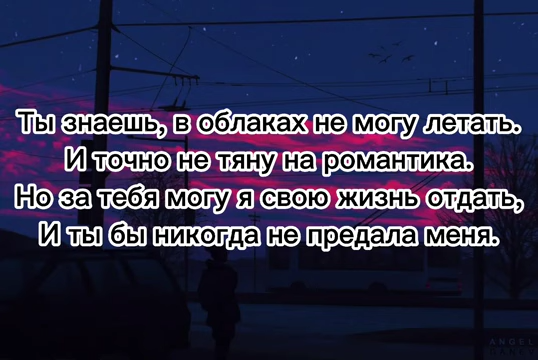 Ты знаешь, в облаках не могу летать.
И точно не тяну на романтика.
Но за тебя могу я свою жизнь отдать,
И ты бы никогда не предала меня.
ANGEL